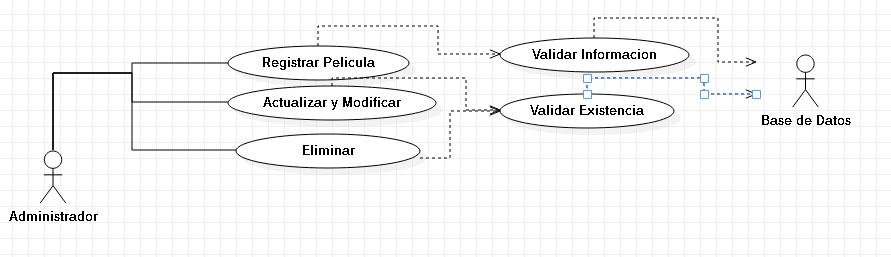 Registrar Pelicula
Validar Informacion
Actualizar y Modificar
Validar Existencia
Base de Datos
Eliminar
Administrador